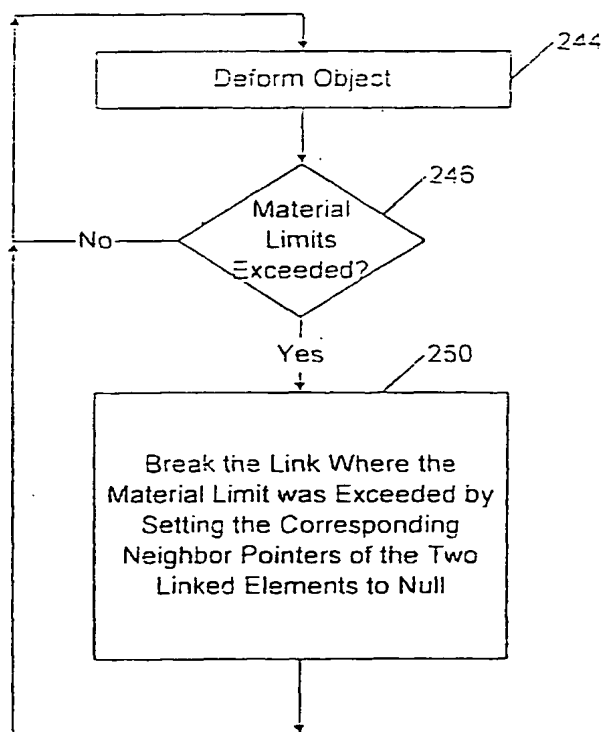 244
Deform Object
246
Material
Limits
Exceeded?
No
Yes
250
Break the Link Where the
Material Limit was Exceeded by
Setting the Corresponding
Neighbor Pointers of the Two
Linked Elements to Null